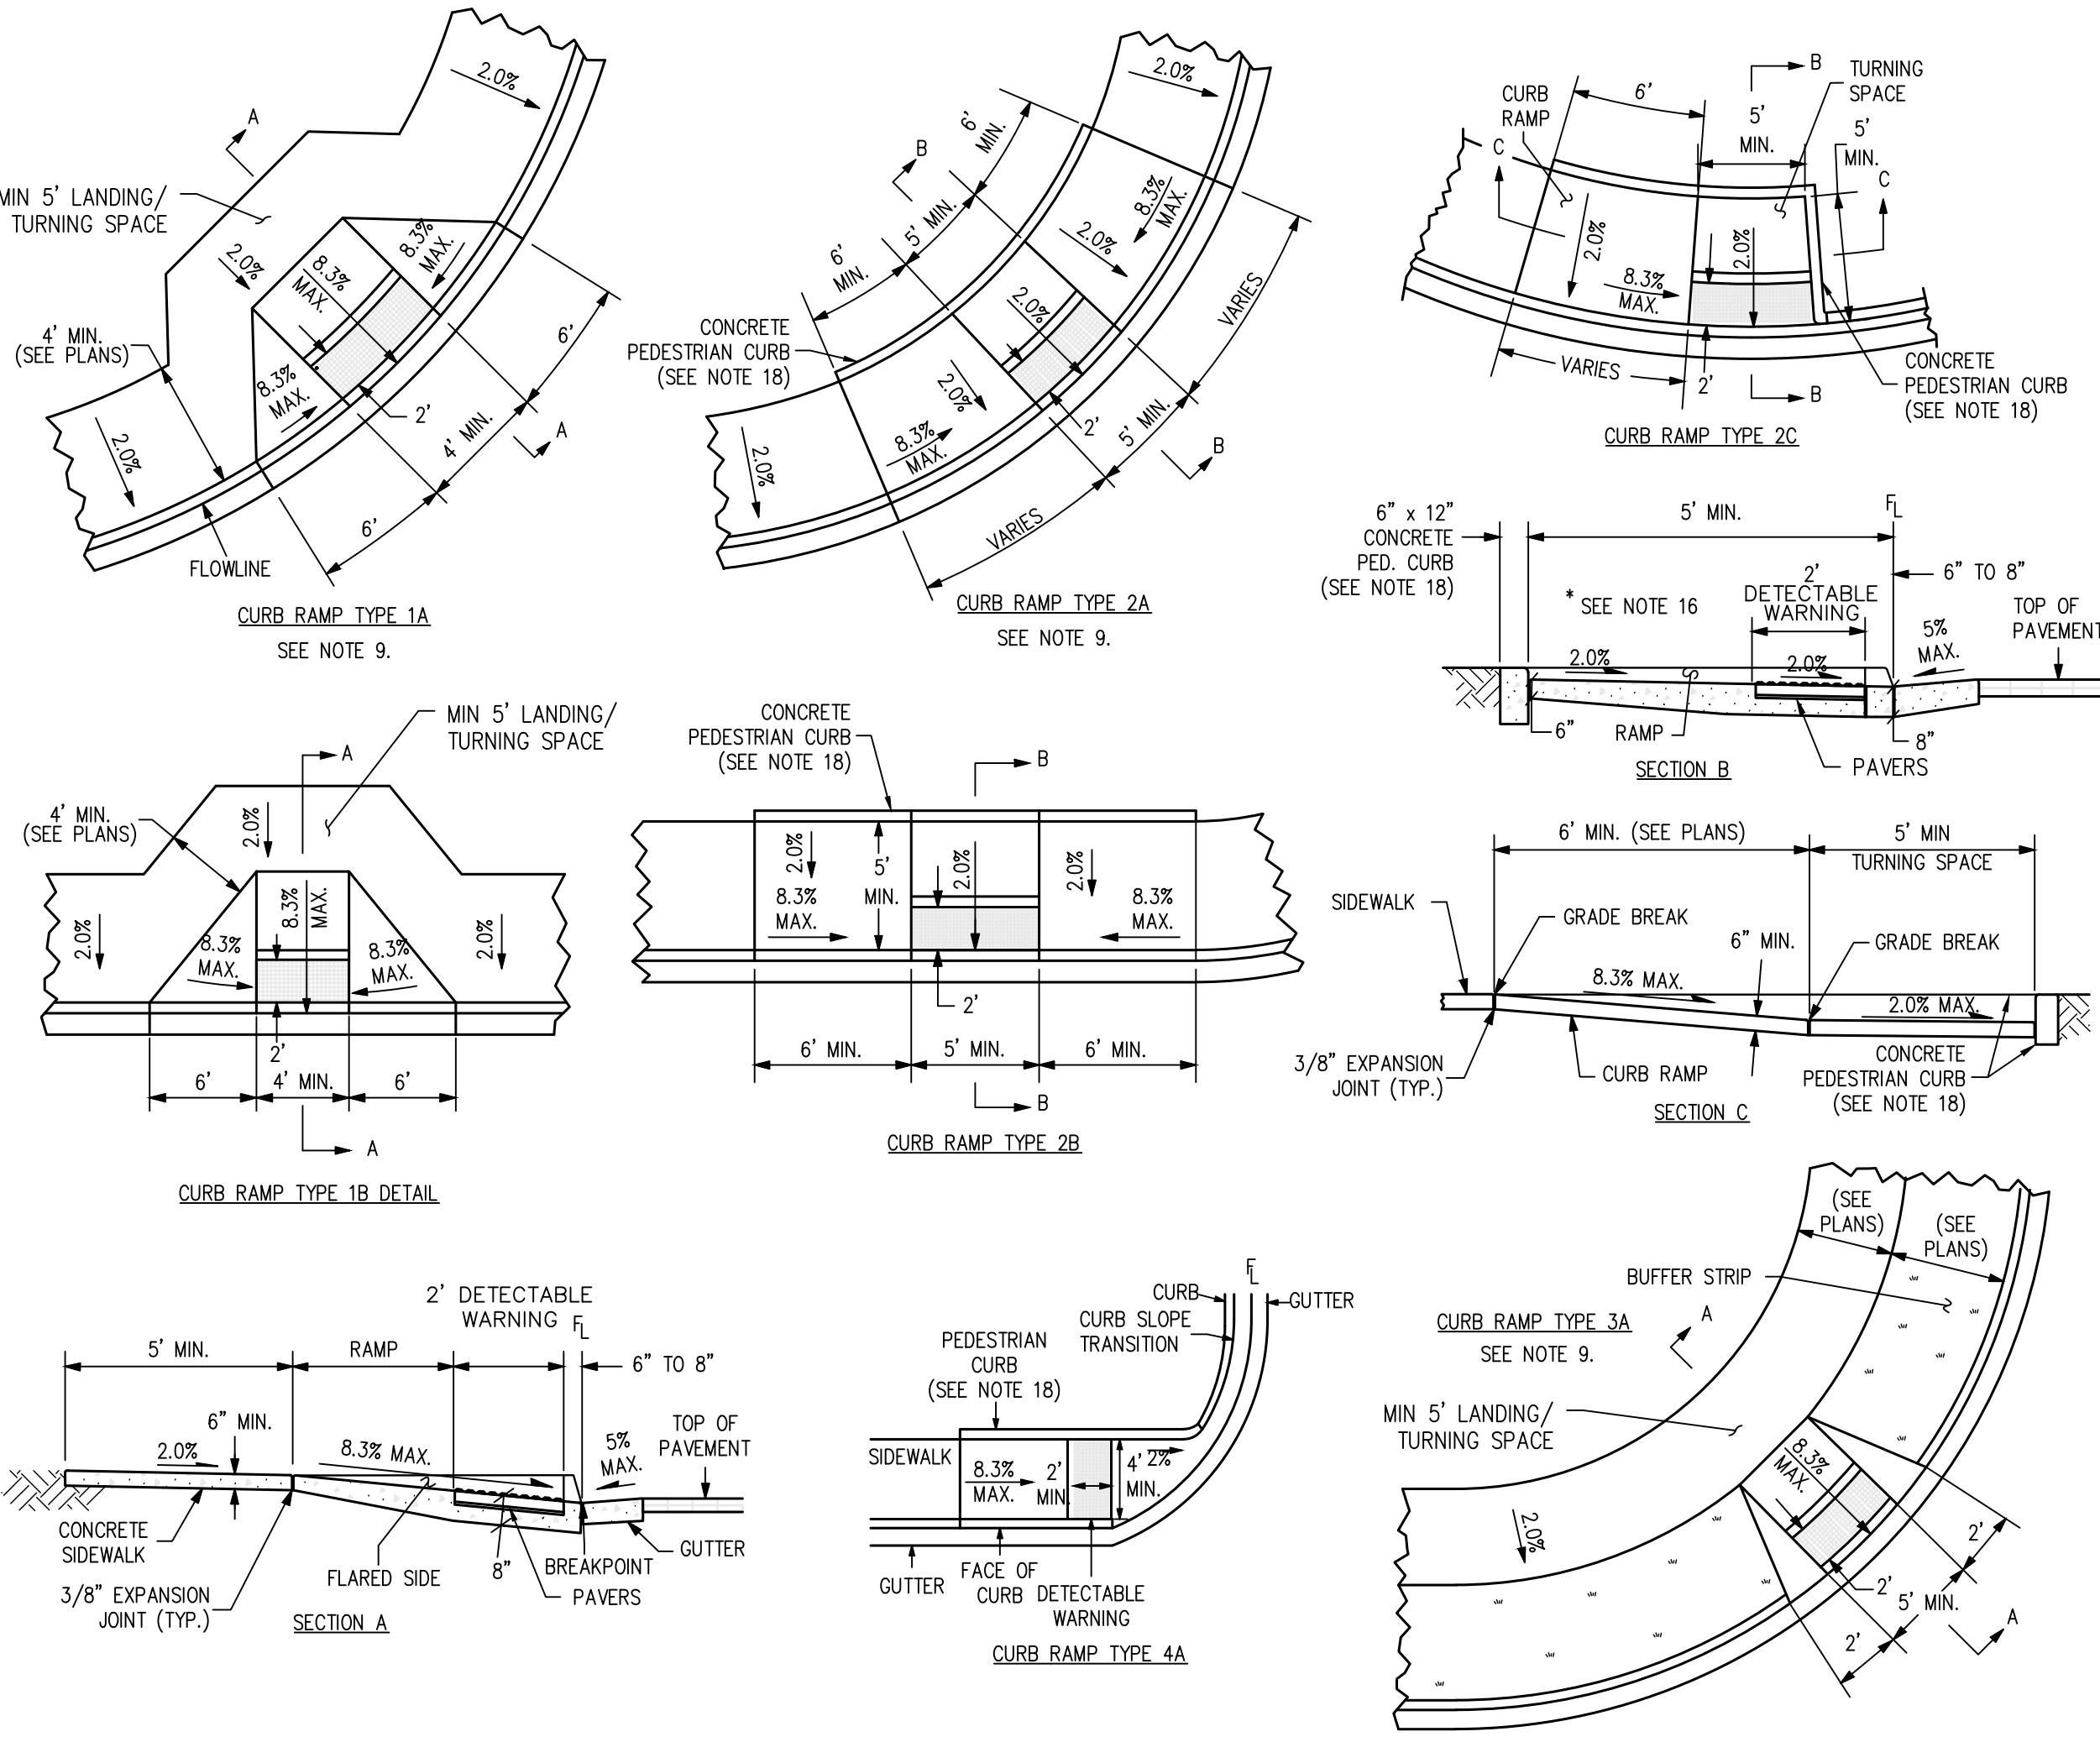 A
2.0%
MIN 5' LANDING/
TURNING SPACE
2.0%
8.3%
MAX.
8.3%
MAX.
4' MIN.
(SEE PLANS)
8.3%
MAX.
2.0%
2'
6'
4' MIN.
6'
A
FLOWLINE
CURB RAMP TYPE 1A
SEE NOTE 9.
2.0%
6'
MIN.
B
5' MIN.
6'
MIN.
8.3%
MAX.
2.0%
2.0%
2.0%
8.3%
MAX.
2.0%
CONCRETE
PEDESTRIAN CURB
(SEE NOTE 18)
VARIES
2'
5' MIN.
B
VARIES
CURB RAMP TYPE 2A
SEE NOTE 9.
B
TURNING
SPACE
CURB
RAMP
6'
5'
MIN.
5'
MIN.
C
C
2.0%
2.0%
8.3%
MAX.
VARIES
2'
B
CONCRETE
PEDESTRIAN CURB
(SEE NOTE 18)
CURB RAMP TYPE 2C
6" x 12"
CONCRETE
PED. CURB
(SEE NOTE 18)
5' MIN.
FL
6" TO 8"
* SEE NOTE 16
2'
DETECTABLE
WARNING
TOP OF
PAVEMENT
5%
MAX.
2.0%
2.0%
6"
RAMP
8"
PAVERS
SECTION B
MIN 5' LANDING/
TURNING SPACE
A
4' MIN.
(SEE PLANS)
2.0%
2.0%
8.3%
MAX.
8.3%
MAX.
8.3%
MAX.
2.0%
2'
6'
4' MIN.
6'
A
CURB RAMP TYPE 1B DETAIL
CONCRETE
PEDESTRIAN CURB
(SEE NOTE 18)
B
2.0%
5'
MIN.
2.0%
2.0%
8.3%
MAX.
8.3%
MAX.
2'
6' MIN.
5' MIN.
6' MIN.
B
CURB RAMP TYPE 2B
6' MIN. (SEE PLANS)
5' MIN
TURNING SPACE
SIDEWALK
GRADE BREAK
6" MIN.
GRADE BREAK
8.3% MAX.
2.0% MAX.
3/8" EXPANSION
JOINT (TYP.)
CURB RAMP
CONCRETE
PEDESTRIAN CURB
(SEE NOTE 18)
SECTION C
2' DETECTABLE
WARNING
FL
5' MIN.
RAMP
6" TO 8"
6" MIN.
2.0%
8.3% MAX.
5%
MAX.
TOP OF
PAVEMENT
CONCRETE
SIDEWALK
FLARED SIDE
8"
BREAKPOINT
GUTTER
PAVERS
3/8" EXPANSION
JOINT (TYP.)
SECTION A
FL
CURB
GUTTER
CURB SLOPE
TRANSITION
PEDESTRIAN
CURB
(SEE NOTE 18)
SIDEWALK
8.3%
MAX.
2'
MIN.
4'
MIN.
2%
GUTTER
FACE OF
CURB
DETECTABLE
WARNING
CURB RAMP TYPE 4A
(SEE
PLANS)
(SEE
PLANS)
BUFFER STRIP
CURB RAMP TYPE 3A
SEE NOTE 9.
A
MIN 5' LANDING/
TURNING SPACE
8.3%
MAX.
2.0%
2'
2'
5' MIN.
2'
A